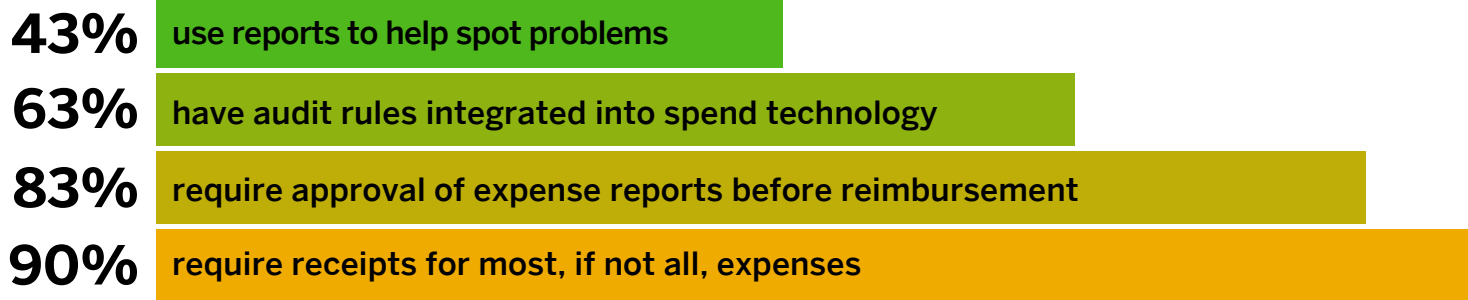 43% use reports to help spot problems
63% have audit rules integrated into spend technology
83% require approval of expense reports before reimbursement
90% require receipts for most, if not all, expenses